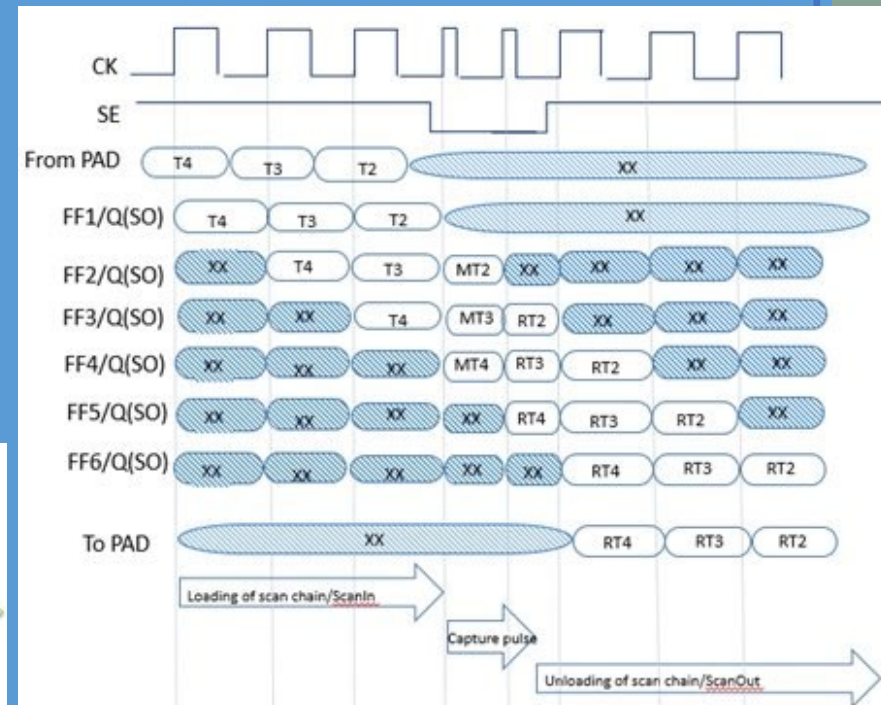 CK
SE
From PAD T4 T3 T2 XX
FF1/Q(SO) T4 T3 T2 XX
FF2/Q(SO) XX T4 T3 MT2 XX XX XX XX
FF3/Q(SO) XX XX T4 MT3 RT2 XX XX XX
FF4/Q(SO) XX XX XX MT4 RT3 RT2 XX XX
FF5/Q(SO) XX XX XX XX RT4 RT3 RT2 XX
FF6/Q(SO) XX XX XX XX XX RT4 RT3 RT2
To PAD XX RT4 RT3 RT2
Loading of scan chain/ScanIn
Capture pulse
Unloading of scan chain/ScanOut